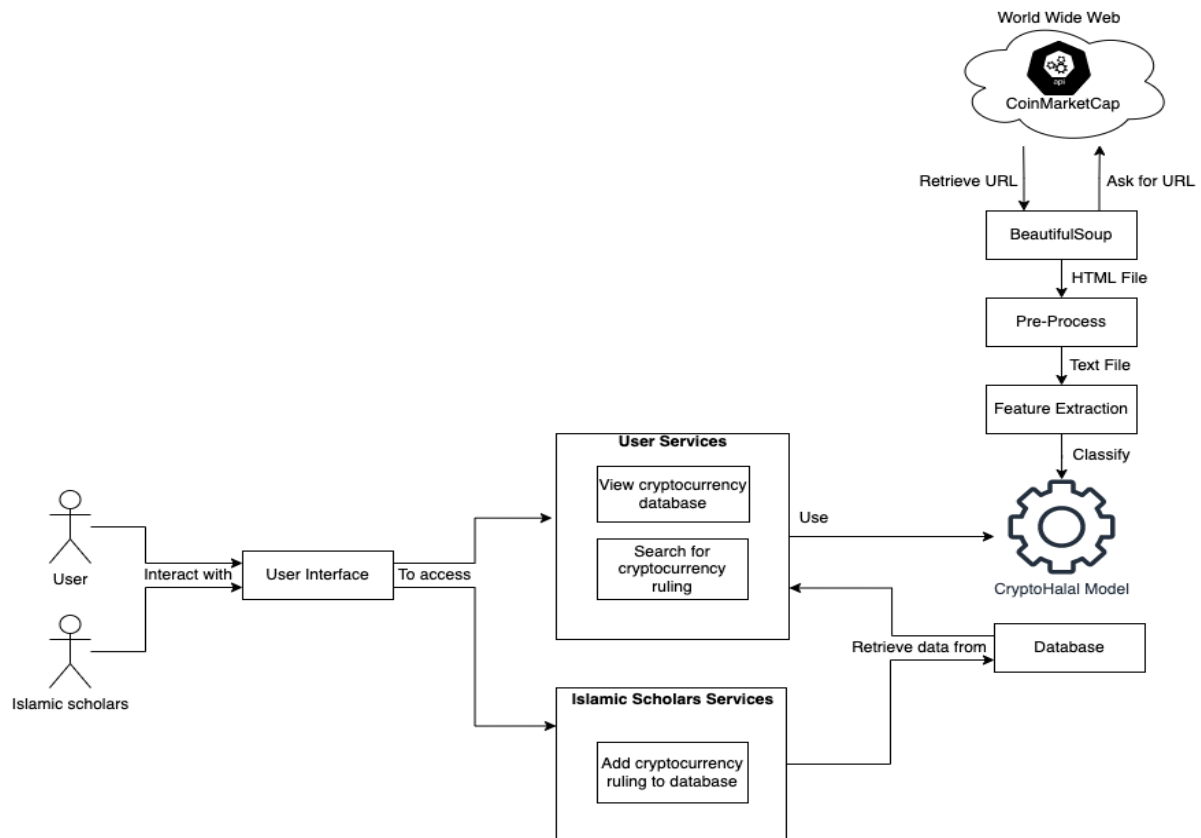 World Wide Web
api
CoinMarketCap
Retrieve URL
Ask for URL
BeautifulSoup
HTML File
Pre-Process
Text File
Feature Extraction
Classify
CryptoHalal Model
User Services
View cryptocurrency
database
Search for
cryptocurrency
ruling
Use
User
Interact with
User Interface
To access
Islamic scholars
Retrieve data from
Database
Islamic Scholars Services
Add cryptocurrency
ruling to database